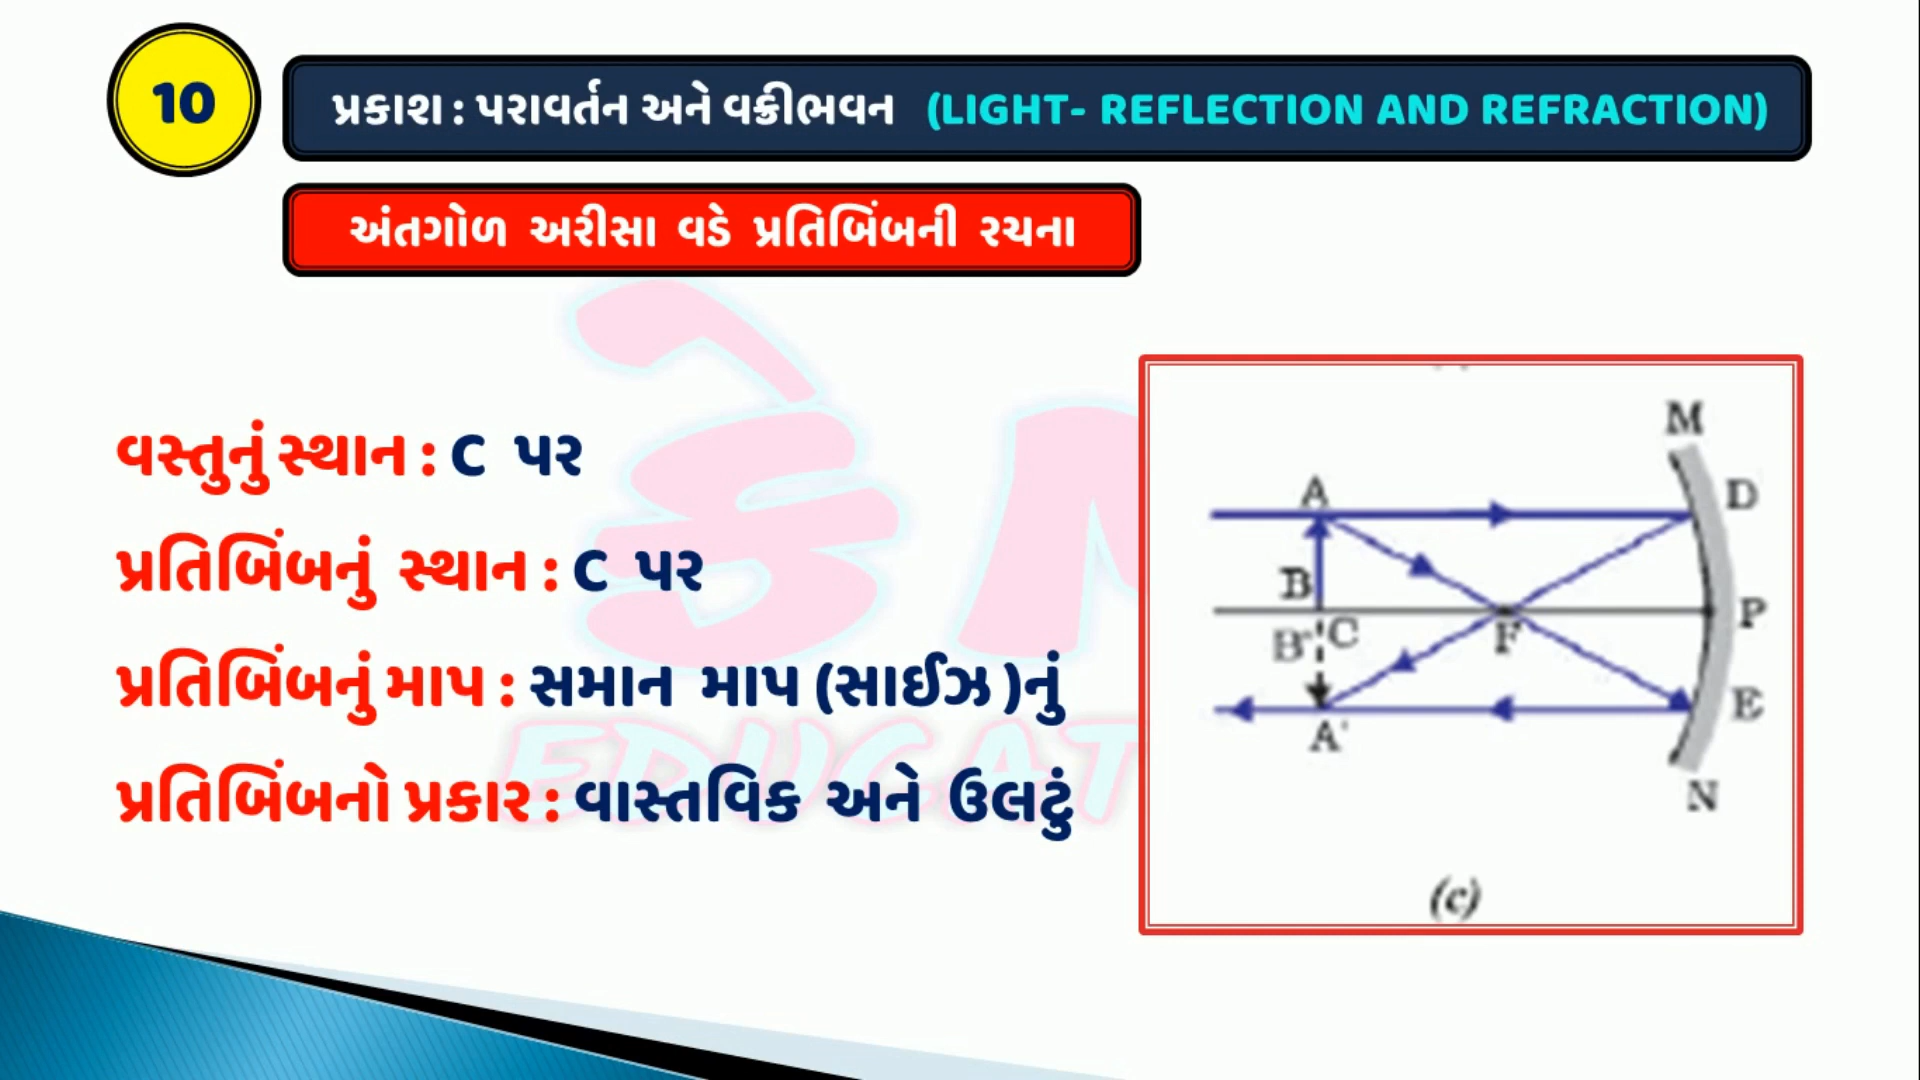 10
પ્રકાશ : પરાવર્તન અને વક્રીભવન (LIGHT- REFLECTION AND REFRACTION)
અંતગોળ અરીસા વડે પ્રતિબિંબની રચના
વસ્તુનું સ્થાન : C પર
પ્રતિબિંબનું સ્થાન : C પર
પ્રતિબિંબનું માપ : સમાન માપ (સાઈઝ )નું
પ્રતિબિંબનો પ્રકાર : વાસ્તવિક અને ઉલટું
M
A
D
B
P
B' C
F
E
A'
N
(c)